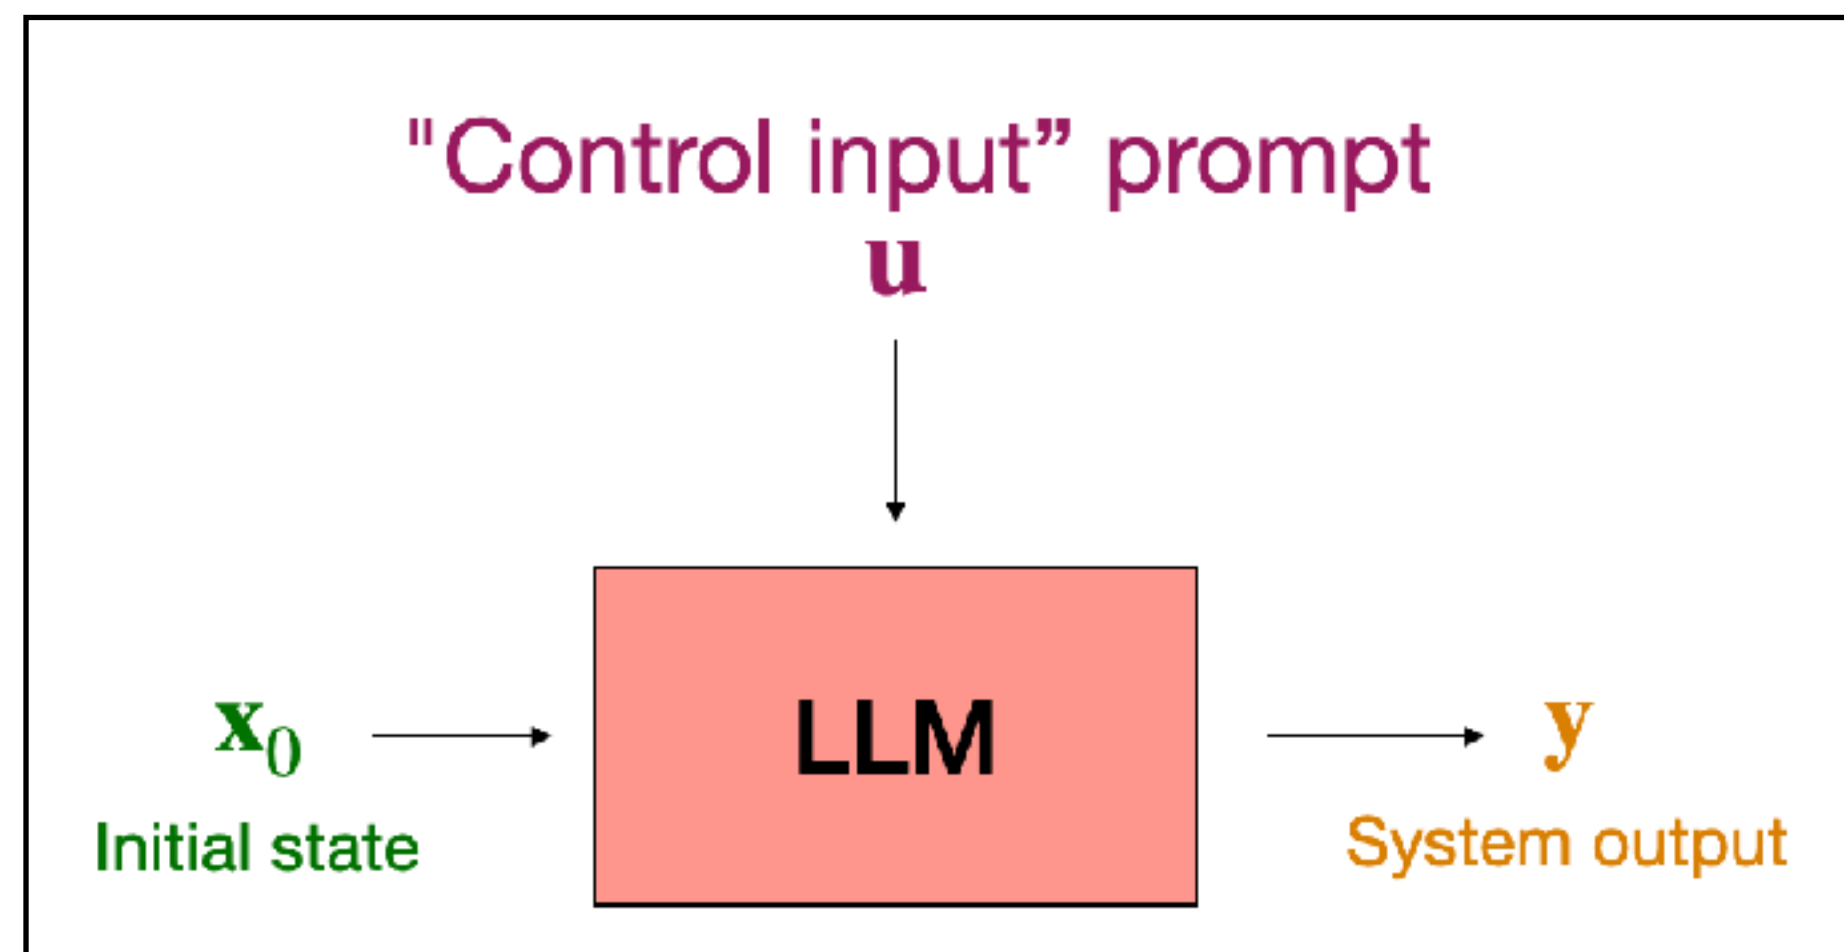 "Control input” prompt
u
LLM
x₀
Initial state
y
System output